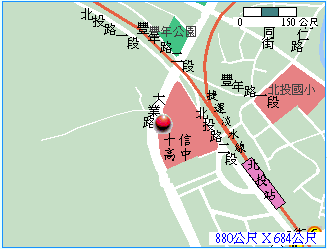 0 150 公尺
豐年公園
豐年路一段
北投路一段
同街
仁路
豐年路一段
北投國小
大業路
捷運淡水線
北投路二段
十信高中
北投站
880公尺 X 684公尺